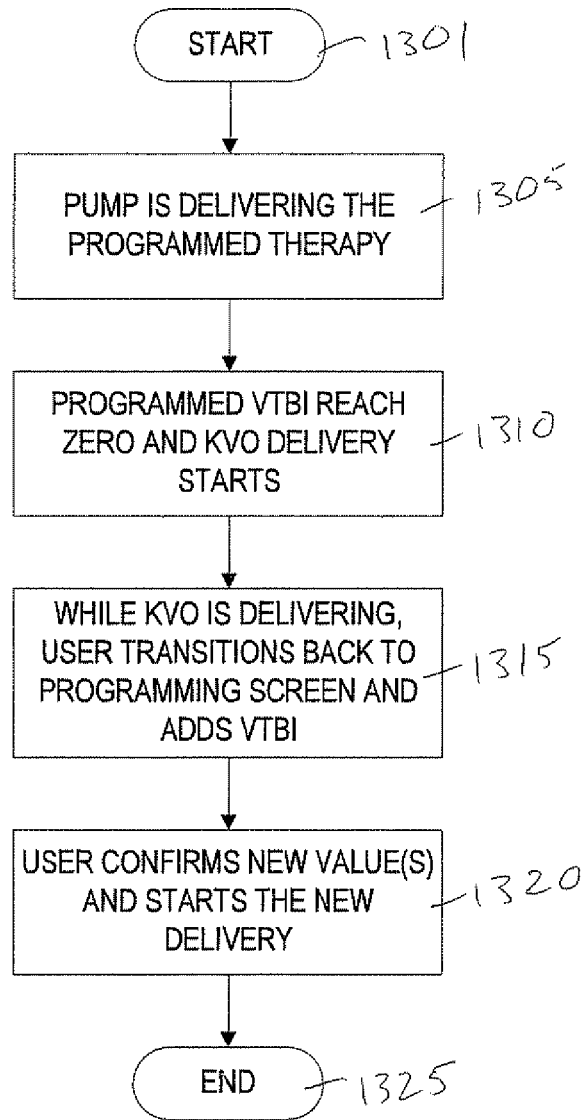 START
1301
PUMP IS DELIVERING THE
PROGRAMMED THERAPY
1305
PROGRAMMED VTBI REACH
ZERO AND KVO DELIVERY
STARTS
1310
WHILE KVO IS DELIVERING,
USER TRANSITIONS BACK TO
PROGRAMMING SCREEN AND
ADDS VTBI
1315
USER CONFIRMS NEW VALUE(S)
AND STARTS THE NEW
DELIVERY
1320
END
1325